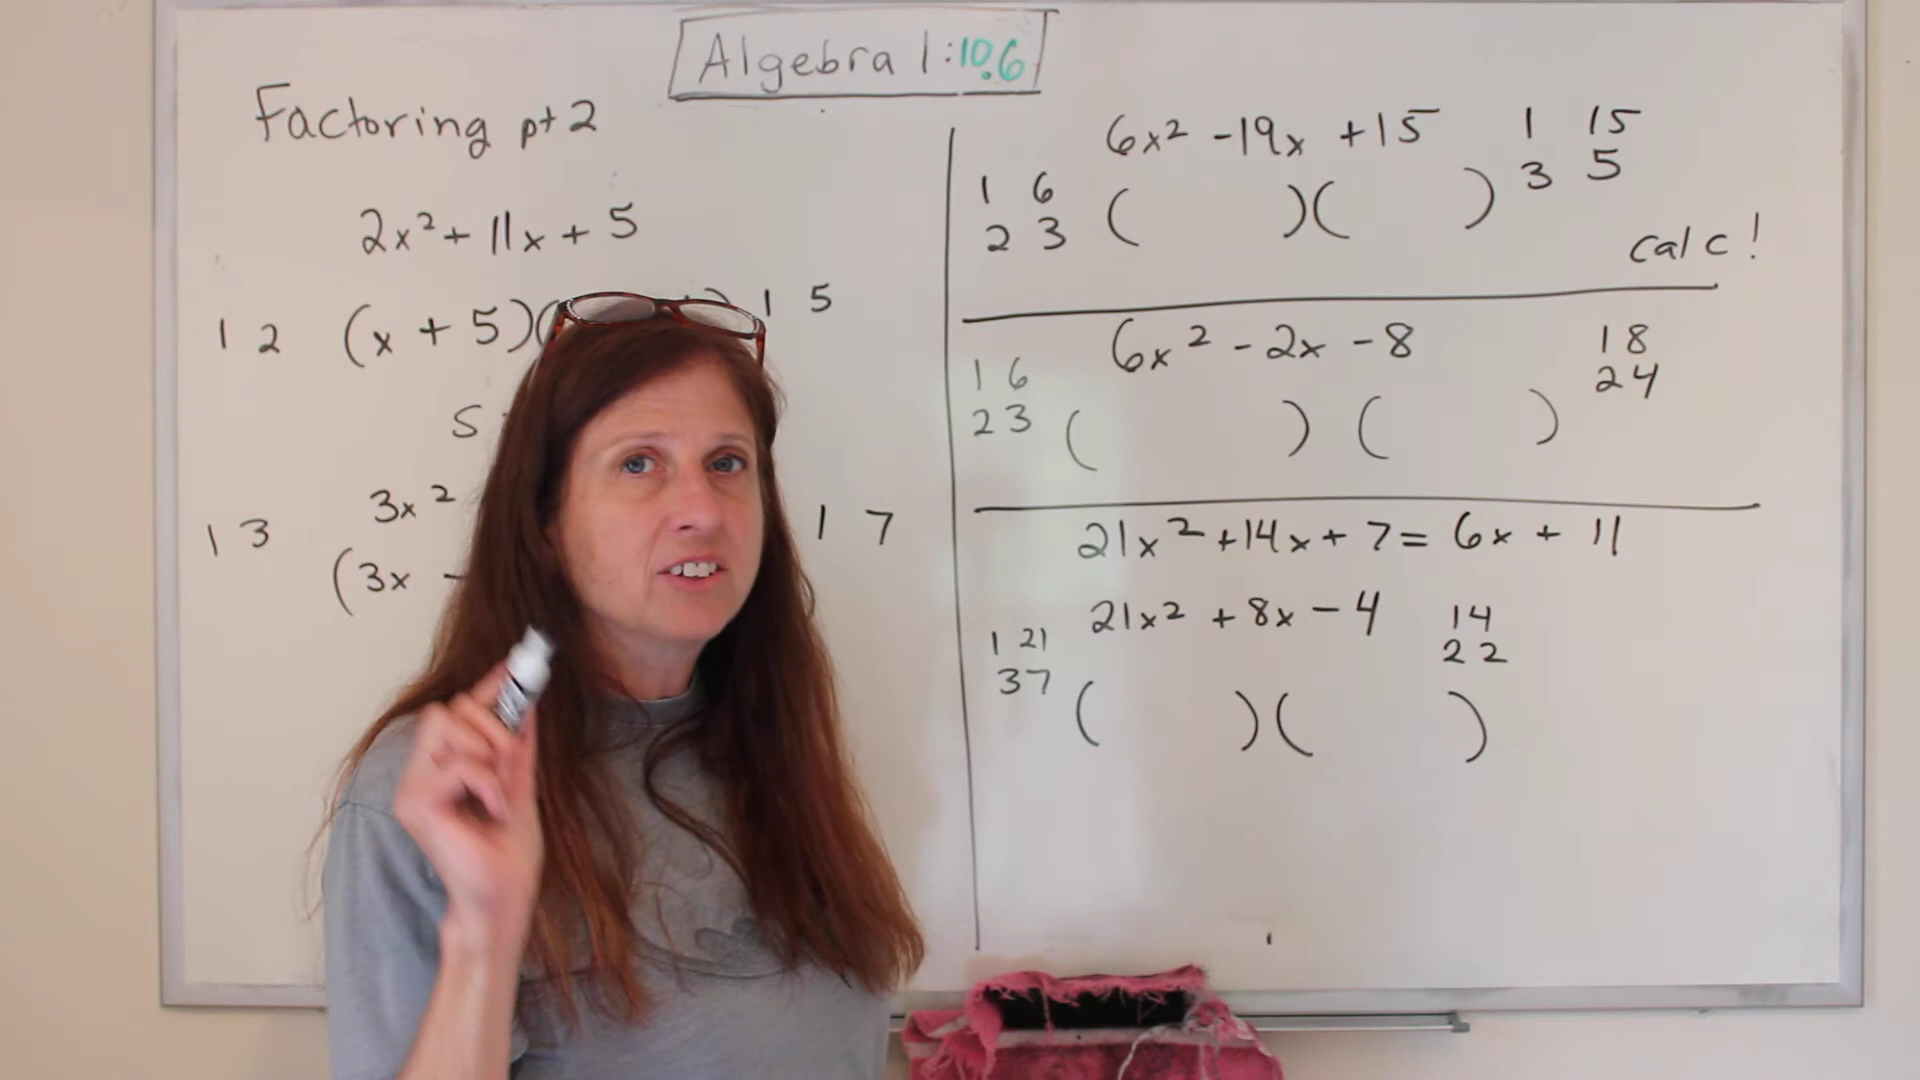 Algebra 1:10.6
Factoring pt 2
2x² + 11x + 5
1 2 (x + 5)( ) 1 5
5
3x²
1 3 1 7
(3x -
6x² -19x +15 1 15
3 5
1 6
2 3 ( )( )
calc!
6x² - 2x - 8 1 8
2 4
1 6
2 3 ( ) ( )
21x² +14x + 7 = 6x + 11
21x² + 8x - 4 1 4
2 2
1 21
3 7 ( )( )